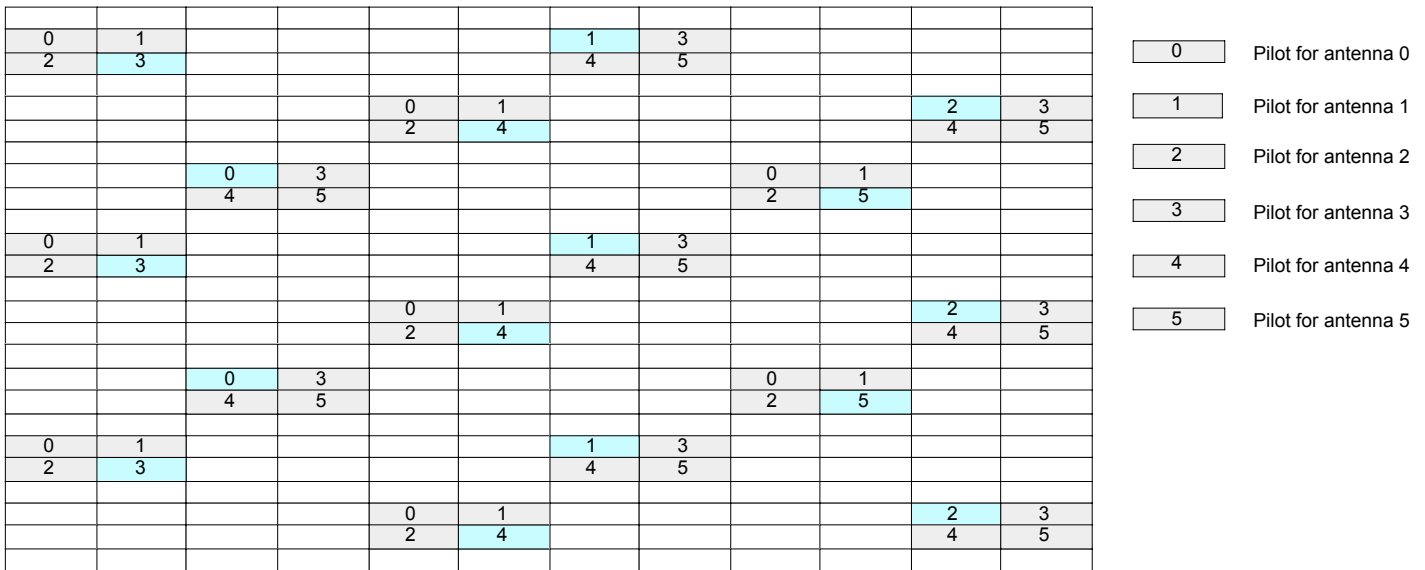 0 1 1 3
2 3 4 5
0 1 2 3
2 4 4 5
0 3 0 1
4 5 2 5
0 1 1 3
2 3 4 5
0 1 2 3
2 4 4 5
0 3 0 1
4 5 2 5
0 1 1 3
2 3 4 5
0 1 2 3
2 4 4 5
0 Pilot for antenna 0
1 Pilot for antenna 1
2 Pilot for antenna 2
3 Pilot for antenna 3
4 Pilot for antenna 4
5 Pilot for antenna 5